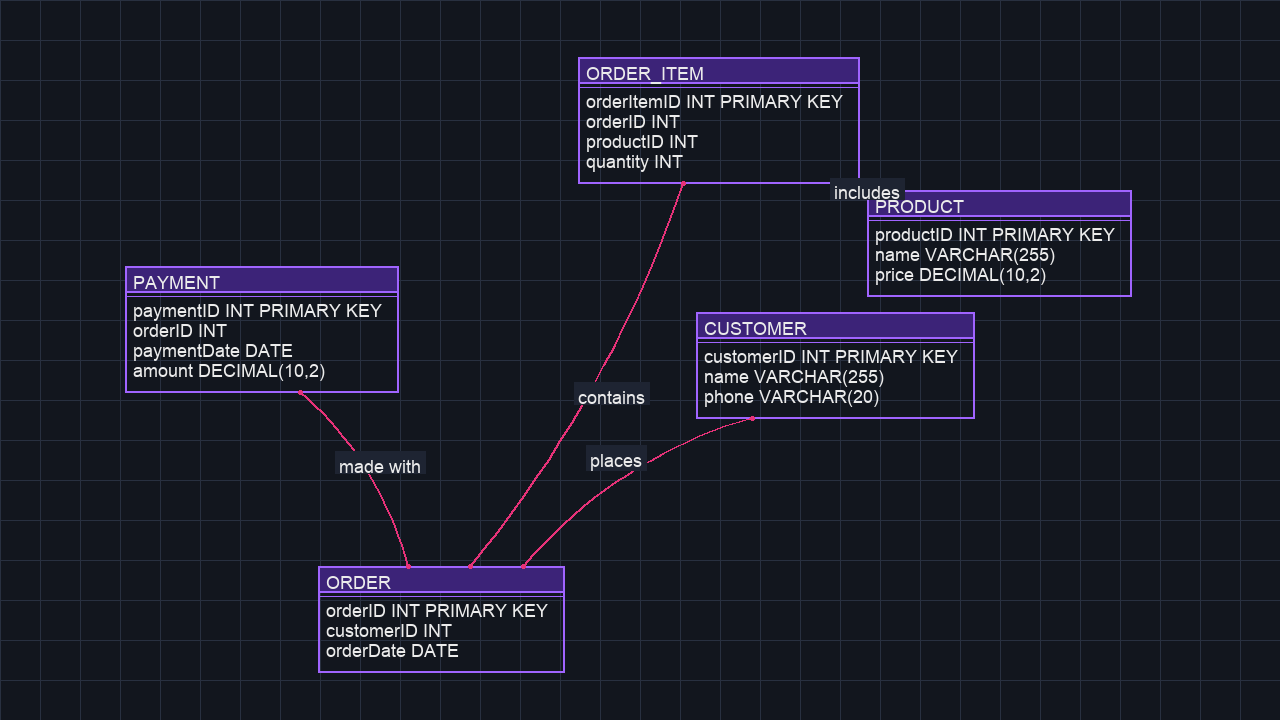 ORDER_ITEM
orderItemID INT PRIMARY KEY
orderID INT
productID INT
quantity INT
includes
PRODUCT
productID INT PRIMARY KEY
name VARCHAR(255)
price DECIMAL(10,2)
PAYMENT
paymentID INT PRIMARY KEY
orderID INT
paymentDate DATE
amount DECIMAL(10,2)
CUSTOMER
customerID INT PRIMARY KEY
name VARCHAR(255)
phone VARCHAR(20)
contains
places
made with
ORDER
orderID INT PRIMARY KEY
customerID INT
orderDate DATE